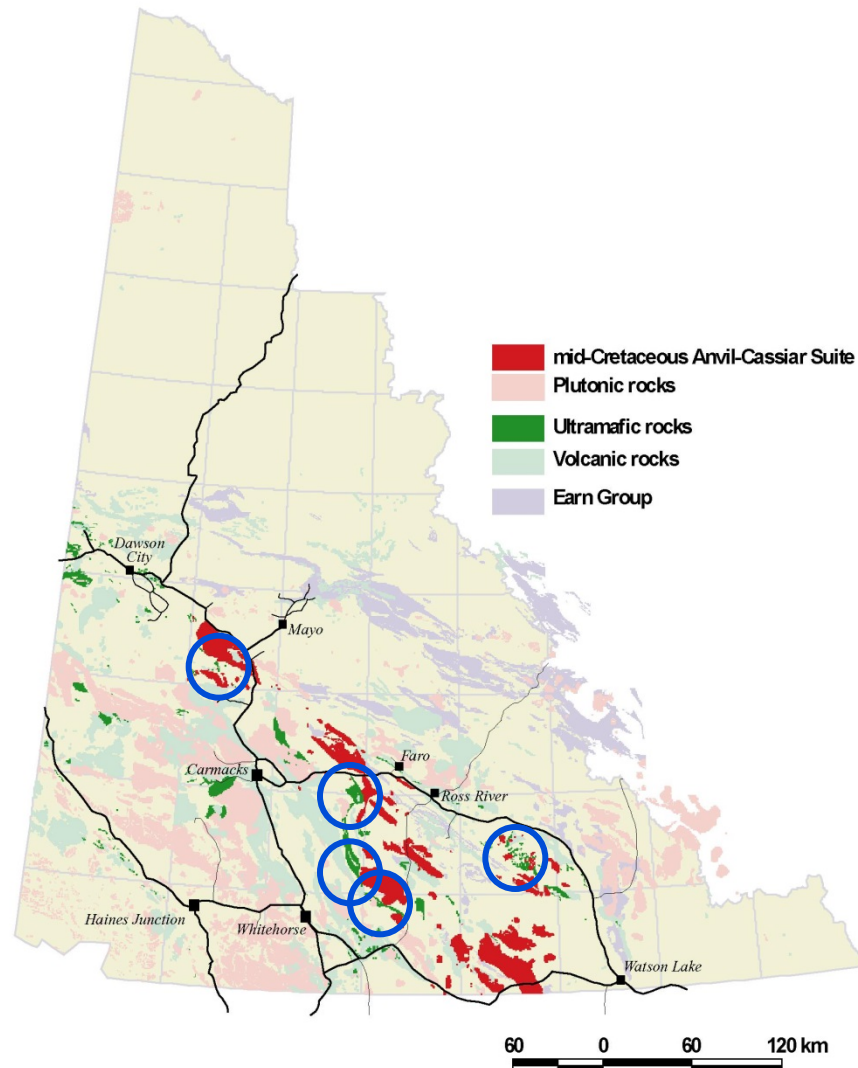 mid-Cretaceous Anvil-Cassiar Suite
Plutonic rocks
Ultramafic rocks
Volcanic rocks
Earn Group
Dawson
City
Mayo
Faro
Carmacks
Ross River
Haines Junction
Whitehorse
Watson Lake
60 0 60 120 km